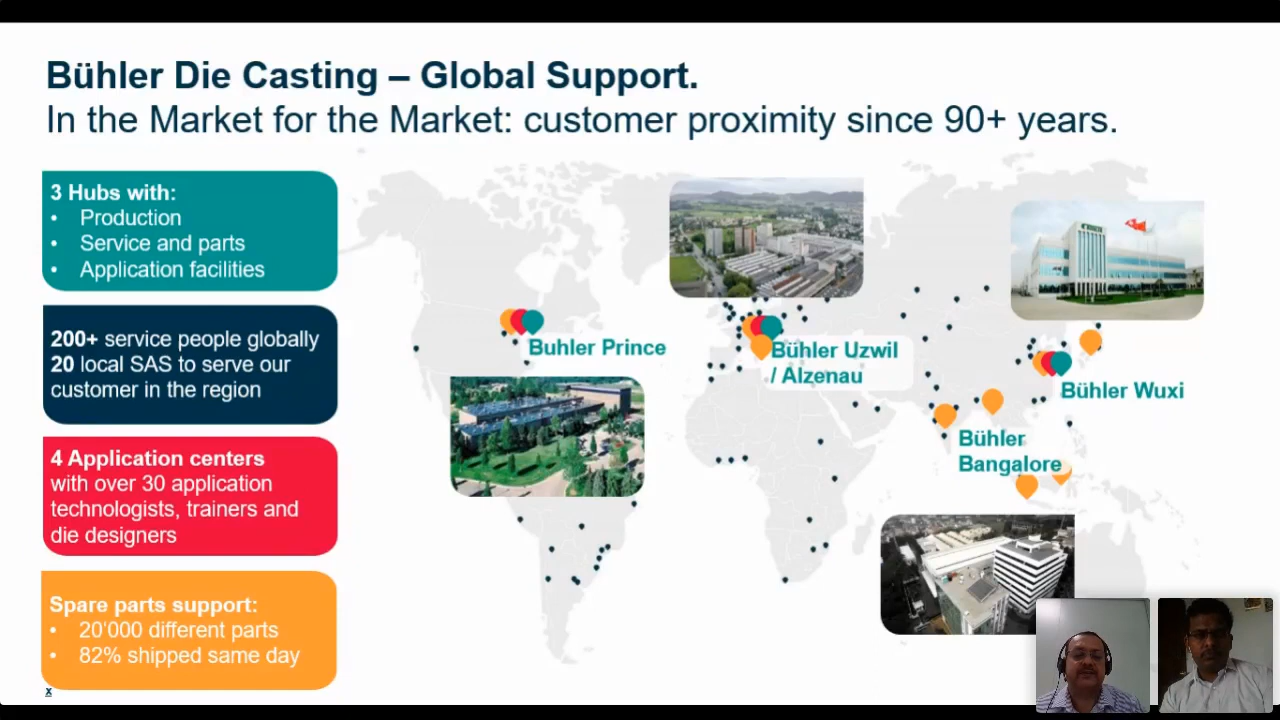 Bühler Die Casting – Global Support.
In the Market for the Market: customer proximity since 90+ years.
3 Hubs with:
• Production
• Service and parts
• Application facilities
200+ service people globally
20 local SAS to serve our
customer in the region
4 Application centers
with over 30 application
technologists, trainers and
die designers
Spare parts support:
• 20'000 different parts
• 82% shipped same day
x
Buhler Prince
Bühler Uzwil
/ Alzenau
Bühler Wuxi
Bühler
Bangalore